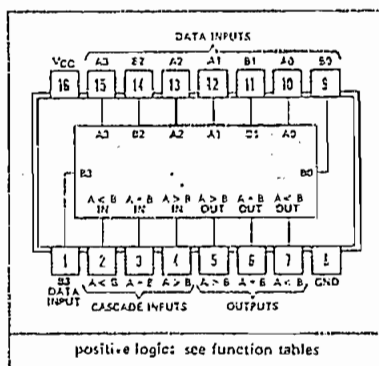 DATA INPUTS
VCC A3 B2 A2 A1 B1 A0 B0
16 15 14 13 12 11 10 9
A3 B2 A2 A1 B1 A0
B3 B0
A < B A = B A > B A > B A = B A < B
IN IN IN OUT OUT OUT
1 2 3 4 5 6 7 8
B3 A < B A = B A > B A > B A = B A < B GND
DATA INPUT CASCADE INPUTS OUTPUTS
positive logic: see function tables